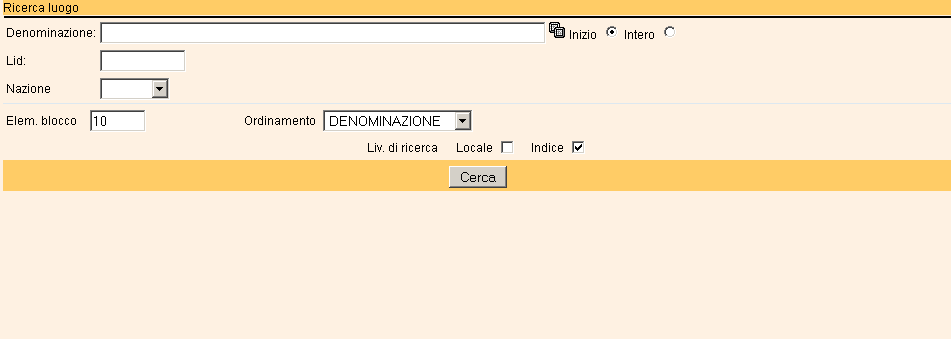 Ricerca luogo
Denominazione: Inizio Intero
Lid:
Nazione
Elem. blocco 10 Ordinamento DENOMINAZIONE
Liv. di ricerca Locale Indice
Cerca